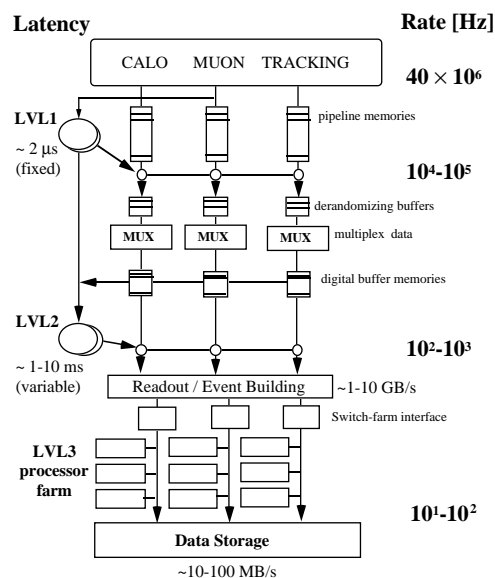 Latency Rate [Hz]
CALO MUON TRACKING
40 × 10⁶
LVL1
pipeline memories
~ 2 μs
(fixed)
10⁴-10⁵
derandomizing buffers
MUX MUX MUX multiplex data
digital buffer memories
LVL2
10²-10³
~ 1-10 ms
(variable)
Readout / Event Building ~1-10 GB/s
Switch-farm interface
LVL3
processor
farm
10¹-10²
Data Storage
~10-100 MB/s